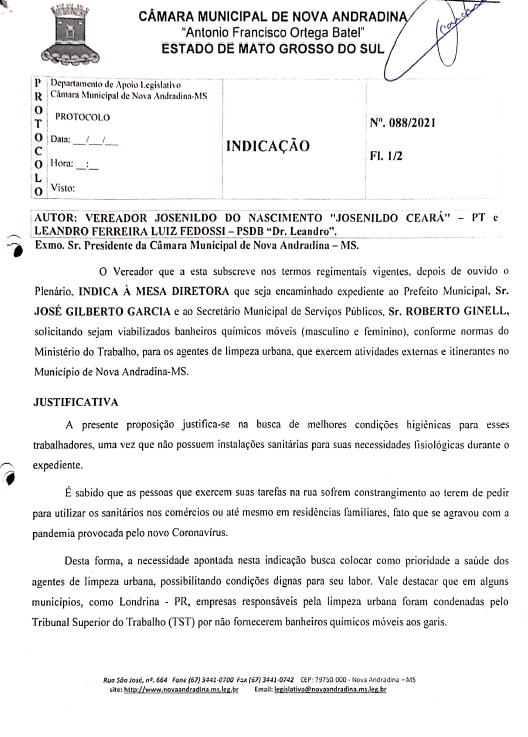 CÂMARA MUNICIPAL DE NOVA ANDRADINA
"Antonio Francisco Ortega Batel"
ESTADO DE MATO GROSSO DO SUL
PROTOCOLO
Departamento de Apoio Legislativo
Câmara Municipal de Nova Andradina-MS
PROTOCOLO
Data: __/__/__
Hora: __:__
Visto:
INDICAÇÃO
Nº. 088/2021
Fl. 1/2
AUTOR: VEREADOR JOSENILDO DO NASCIMENTO "JOSENILDO CEARÁ" – PT e
LEANDRO FERREIRA LUIZ FEDOSSI – PSDB "Dr. Leandro".
Exmo. Sr. Presidente da Câmara Municipal de Nova Andradina – MS.
O Vereador que a esta subscreve nos termos regimentais vigentes, depois de ouvido o
Plenário, INDICA À MESA DIRETORA que seja encaminhado expediente ao Prefeito Municipal, Sr.
JOSÉ GILBERTO GARCIA e ao Secretário Municipal de Serviços Públicos, Sr. ROBERTO GINELL,
solicitando sejam viabilizados banheiros químicos móveis (masculino e feminino), conforme normas do
Ministério do Trabalho, para os agentes de limpeza urbana, que exercem atividades externas e itinerantes no
Município de Nova Andradina-MS.
JUSTIFICATIVA
A presente proposição justifica-se na busca de melhores condições higiênicas para esses
trabalhadores, uma vez que não possuem instalações sanitárias para suas necessidades fisiológicas durante o
expediente.
É sabido que as pessoas que exercem suas tarefas na rua sofrem constrangimento ao terem de pedir
para utilizar os sanitários nos comércios ou até mesmo em residências familiares, fato que se agravou com a
pandemia provocada pelo novo Coronavírus.
Desta forma, a necessidade apontada nesta indicação busca colocar como prioridade a saúde dos
agentes de limpeza urbana, possibilitando condições dignas para seu labor. Vale destacar que em alguns
municípios, como Londrina - PR, empresas responsáveis pela limpeza urbana foram condenadas pelo
Tribunal Superior do Trabalho (TST) por não fornecerem banheiros químicos móveis aos garis.
Rua São José, nº. 664 Fone (67) 3441-0700 Fax (67) 3441-0742 CEP: 79750-000 - Nova Andradina – MS
site: http://www.novaandradina.ms.leg.br Email: legislativo@novaandradina.ms.leg.br